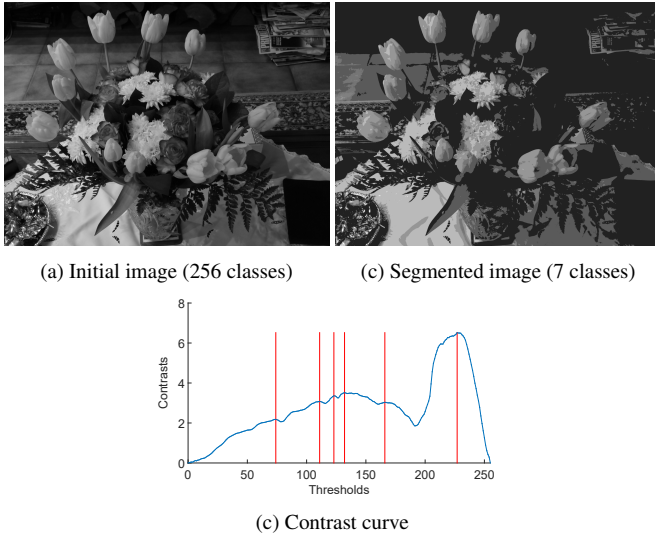 (a) Initial image (256 classes)
(c) Segmented image (7 classes)
8
6
4
2
0
Contrasts
0 50 100 150 200 250
Thresholds
(c) Contrast curve